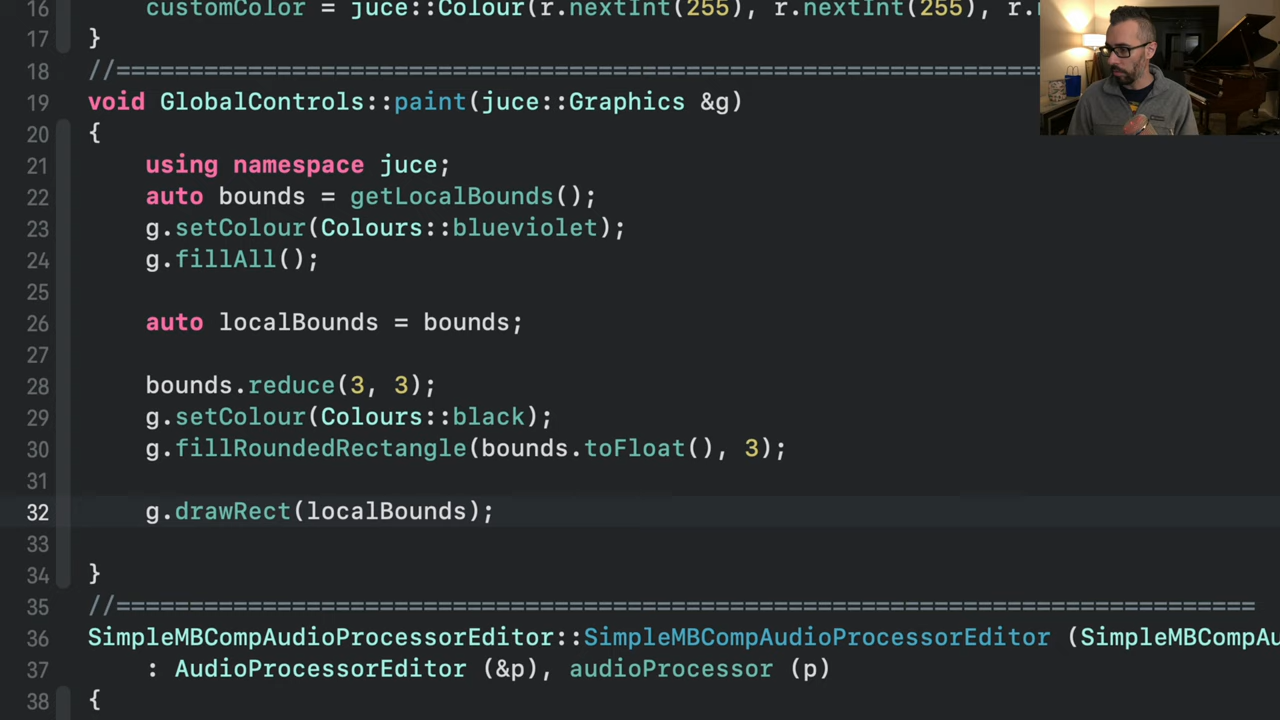 16 customColor = juce::Colour(r.nextInt(255), r.nextInt(255), r.
17 }
18 //================================================================
19 void GlobalControls::paint(juce::Graphics &g)
20 {
21 using namespace juce;
22 auto bounds = getLocalBounds();
23 g.setColour(Colours::blueviolet);
24 g.fillAll();
25
26 auto localBounds = bounds;
27
28 bounds.reduce(3, 3);
29 g.setColour(Colours::black);
30 g.fillRoundedRectangle(bounds.toFloat(), 3);
31
32 g.drawRect(localBounds);
33
34 }
35 //==============================================================================
36 SimpleMBCompAudioProcessorEditor::SimpleMBCompAudioProcessorEditor (SimpleMBCompAu
37 : AudioProcessorEditor (&p), audioProcessor (p)
38 {